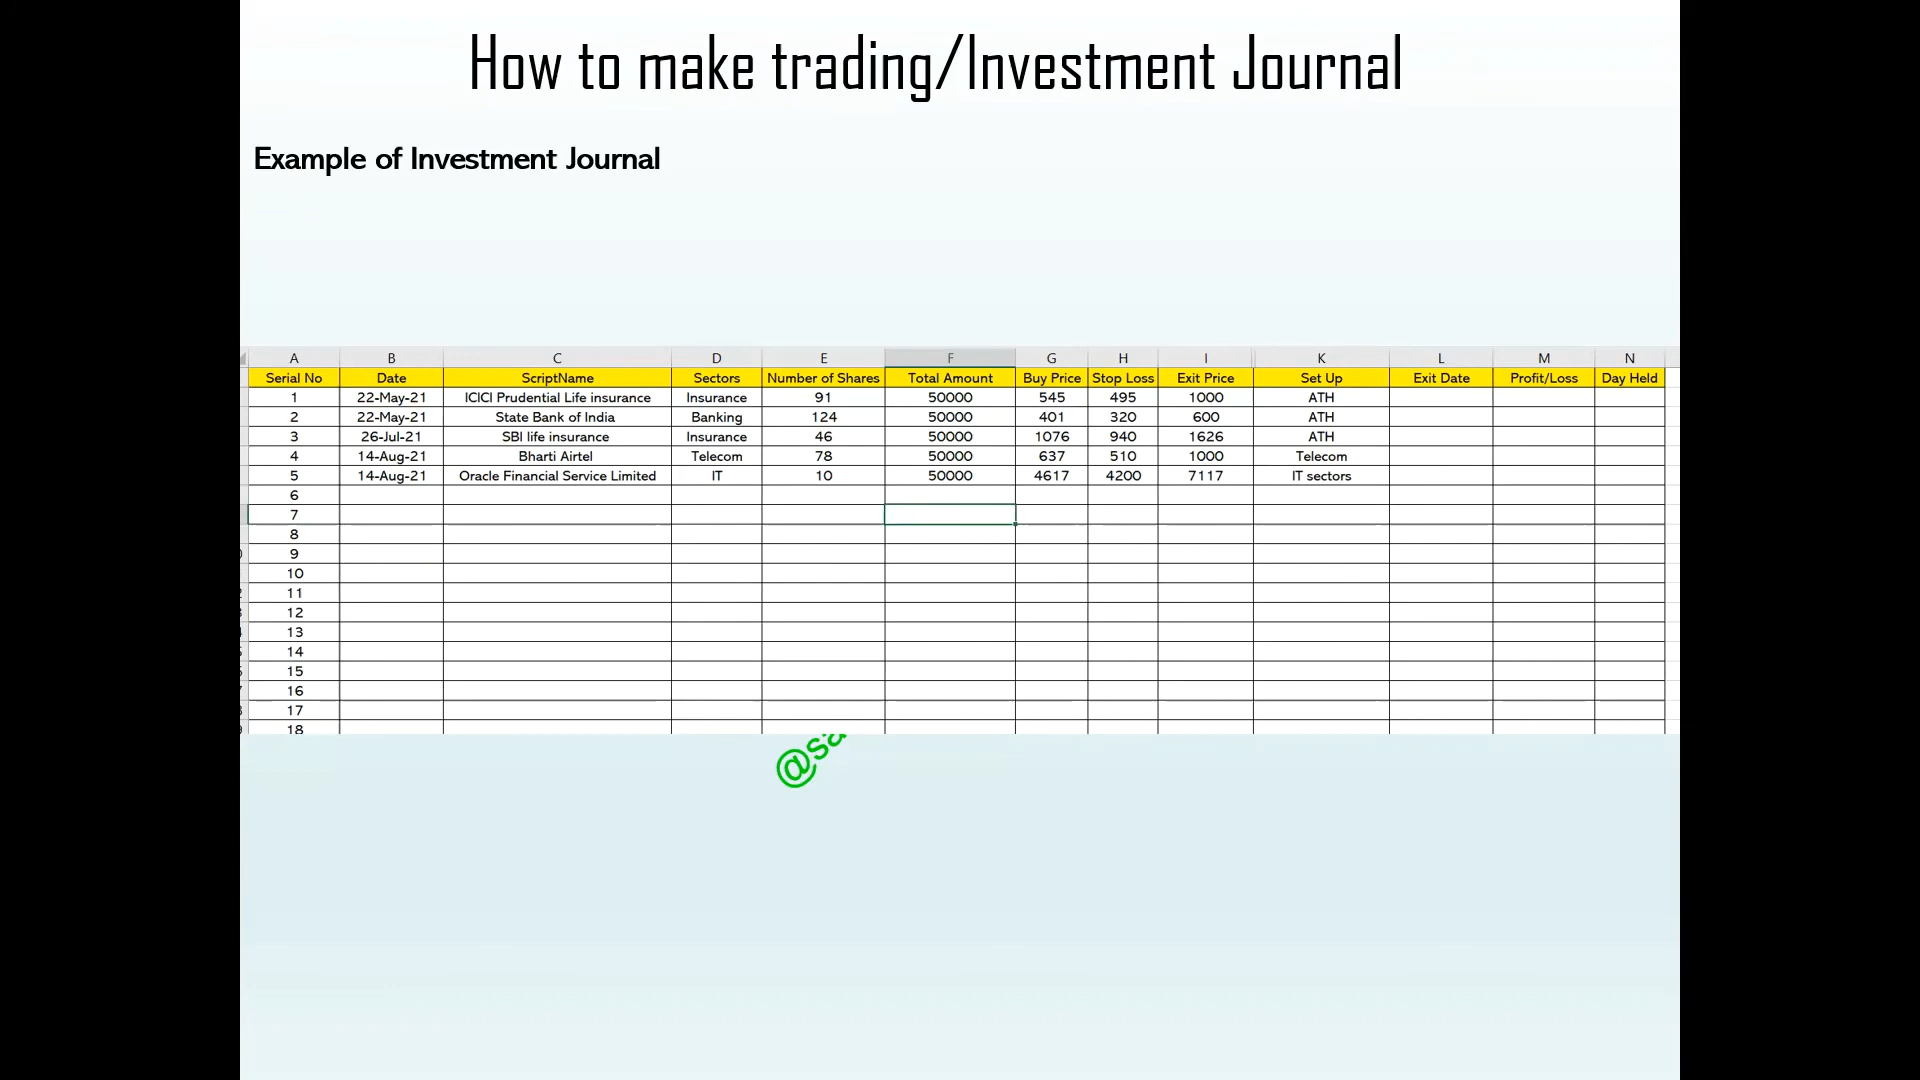 How to make trading/Investment Journal
Example of Investment Journal
A B C D E F G H I K L M N
Serial No Date ScriptName Sectors Number of Shares Total Amount Buy Price Stop Loss Exit Price Set Up Exit Date Profit/Loss Day Held
1 22-May-21 ICICI Prudential Life insurance Insurance 91 50000 545 495 1000 ATH
2 22-May-21 State Bank of India Banking 124 50000 401 320 600 ATH
3 26-Jul-21 SBI life insurance Insurance 46 50000 1076 940 1626 ATH
4 14-Aug-21 Bharti Airtel Telecom 78 50000 637 510 1000 Telecom
5 14-Aug-21 Oracle Financial Service Limited IT 10 50000 4617 4200 7117 IT sectors
6
7
8
9
10
11
12
13
14
15
16
17
18